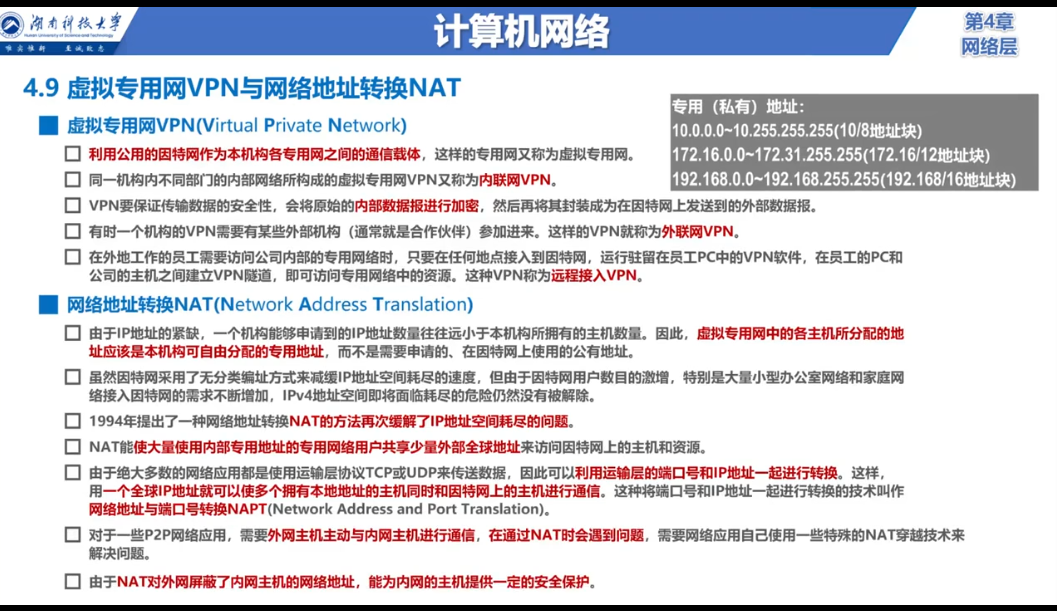 湖南科技大学
Hunan University of Science and Technology
唯实惟新 至诚致志
计算机网络
第4章
网络层
4.9 虚拟专用网VPN与网络地址转换NAT
专用（私有）地址：
10.0.0.0~10.255.255.255(10/8地址块)
172.16.0.0~172.31.255.255(172.16/12地址块)
192.168.0.0~192.168.255.255(192.168/16地址块)
虚拟专用网VPN(Virtual Private Network)
利用公用的因特网作为本机构各专用网之间的通信载体，这样的专用网又称为虚拟专用网。
同一机构内不同部门的内部网络所构成的虚拟专用网VPN又称为内联网VPN。
VPN要保证传输数据的安全性，会将原始的内部数据报进行加密，然后再将其封装成为在因特网上发送到的外部数据报。
有时一个机构的VPN需要有某些外部机构（通常就是合作伙伴）参加进来。这样的VPN就称为外联网VPN。
在外地工作的员工需要访问公司内部的专用网络时，只要在任何地点接入到因特网，运行驻留在员工PC中的VPN软件，在员工的PC和
公司的主机之间建立VPN隧道，即可访问专用网络中的资源。这种VPN称为远程接入VPN。
网络地址转换NAT(Network Address Translation)
由于IP地址的紧缺，一个机构能够申请到的IP地址数量往往远小于本机构所拥有的主机数量。因此，虚拟专用网中的各主机所分配的地
址应该是本机构可自由分配的专用地址，而不是需要申请的、在因特网上使用的公有地址。
虽然因特网采用了无分类编址方式来减缓IP地址空间耗尽的速度，但由于因特网用户数目的激增，特别是大量小型办公室网络和家庭网
络接入因特网的需求不断增加，IPv4地址空间即将面临耗尽的危险仍然没有被解除。
1994年提出了一种网络地址转换NAT的方法再次缓解了IP地址空间耗尽的问题。
NAT能使大量使用内部专用地址的专用网络用户共享少量外部全球地址来访问因特网上的主机和资源。
由于绝大多数的网络应用都是使用运输层协议TCP或UDP来传送数据，因此可以利用运输层的端口号和IP地址一起进行转换。这样，
用一个全球IP地址就可以使多个拥有本地地址的主机同时和因特网上的主机进行通信。这种将端口号和IP地址一起进行转换的技术叫作
网络地址与端口号转换NAPT(Network Address and Port Translation)。
对于一些P2P网络应用，需要外网主机主动与内网主机进行通信，在通过NAT时会遇到问题，需要网络应用自己使用一些特殊的NAT穿越技术来
解决问题。
由于NAT对外网屏蔽了内网主机的网络地址，能为内网的主机提供一定的安全保护。